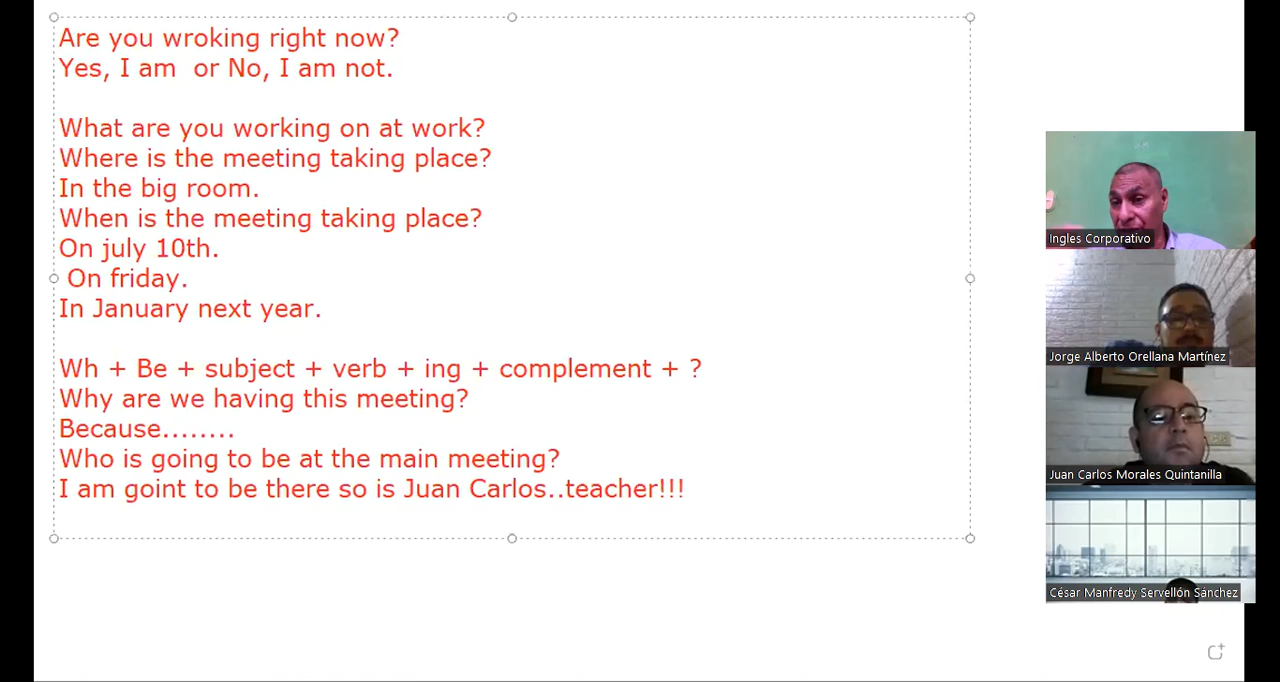 Are you wroking right now?
Yes, I am  or No, I am not.
What are you working on at work?
Where is the meeting taking place?
In the big room.
When is the meeting taking place?
On july 10th.
On friday.
In January next year.
Wh + Be + subject + verb + ing + complement + ?
Why are we having this meeting?
Because........
Who is going to be at the main meeting?
I am goint to be there so is Juan Carlos..teacher!!!
Ingles Corporativo
Jorge Alberto Orellana Martínez
Juan Carlos Morales Quintanilla
César Manfredy Servellón Sánchez